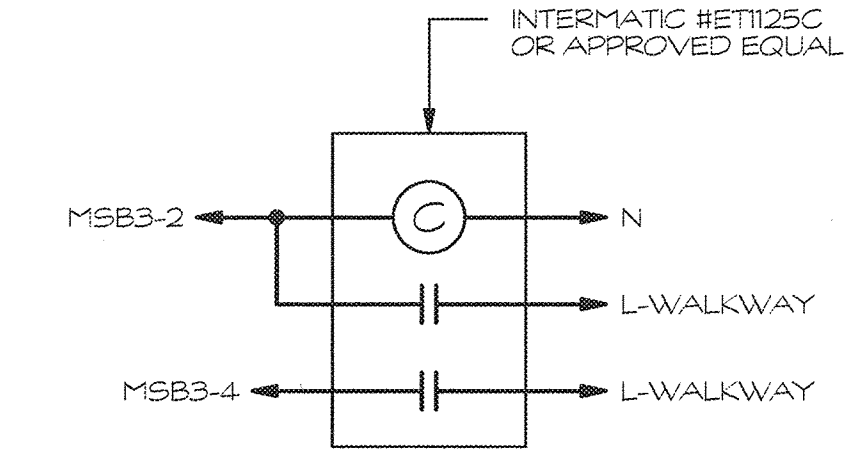 INTERMATIC #ET1125C
OR APPROVED EQUAL
C
MSB3-2
N
L-WALKWAY
MSB3-4
L-WALKWAY